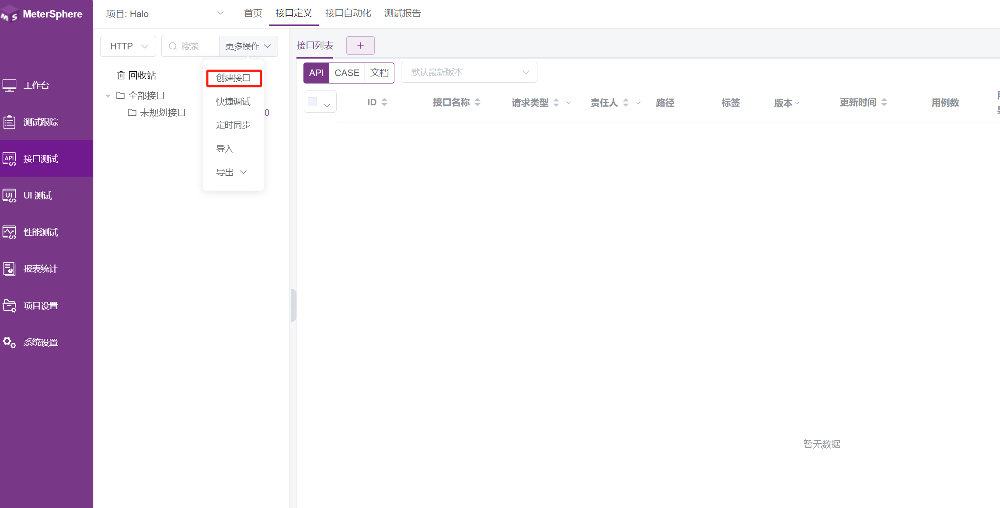 MeterSphere
项目: Halo
首页
接口定义
接口自动化
测试报告
工作台
测试跟踪
API
接口测试
UI
UI 测试
性能测试
报表统计
项目设置
系统设置
HTTP
搜索
更多操作
回收站
全部接口
未规划接口
0
创建接口
快捷调试
定时同步
导入
导出
接口列表
+
API
CASE
文档
默认最新版本
ID
接口名称
请求类型
责任人
路径
标签
版本
更新时间
用例数
暂无数据